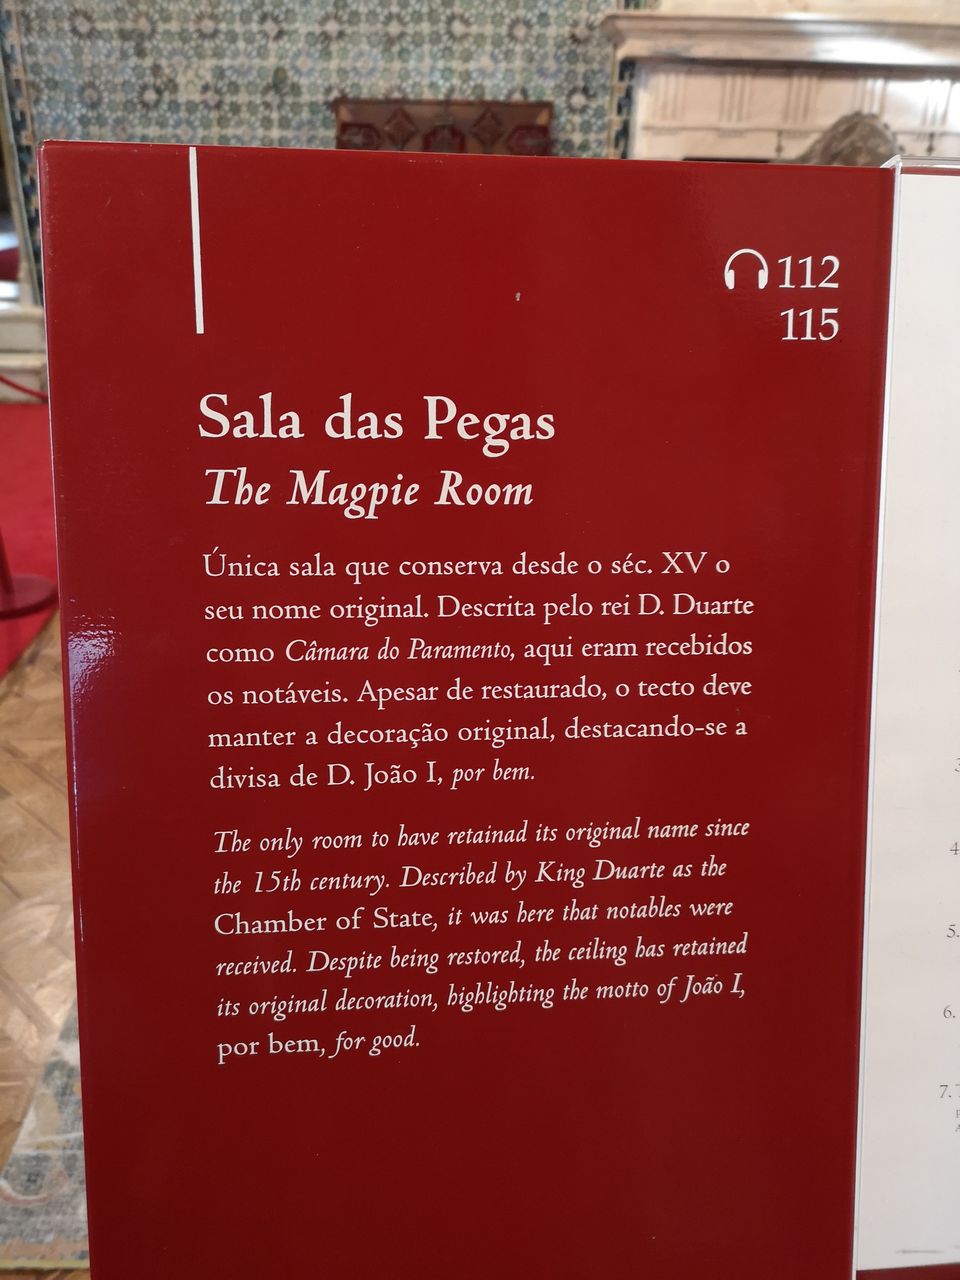 112
115
Sala das Pegas
The Magpie Room
Única sala que conserva desde o séc. XV o
seu nome original. Descrita pelo rei D. Duarte
como Câmara do Paramento, aqui eram recebidos
os notáveis. Apesar de restaurado, o tecto deve
manter a decoração original, destacando-se a
divisa de D. João I, por bem.
The only room to have retainad its original name since
the 15th century. Described by King Duarte as the
Chamber of State, it was here that notables were
received. Despite being restored, the ceiling has retained
its original decoration, highlighting the motto of João I,
por bem, for good.
4
5.
6.
7.